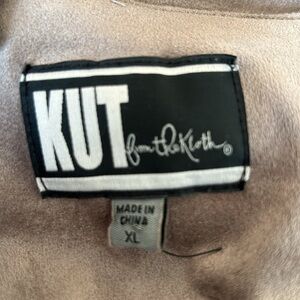 KUT from the Kloth ®
MADE IN
CHINA
XL